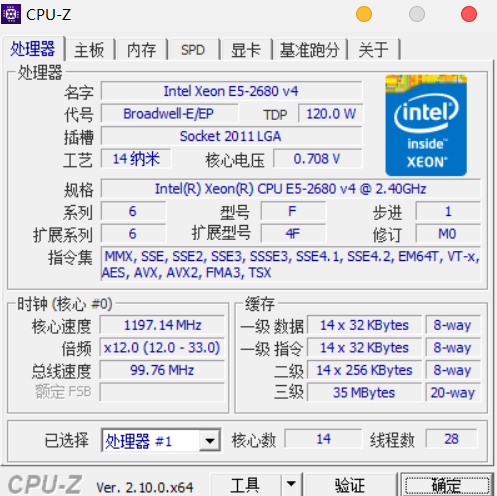 CPU-Z
处理器 主板 内存 SPD 显卡 基准跑分 关于
处理器
名字 Intel Xeon E5-2680 v4
代号 Broadwell-E/EP TDP 120.0 W
插槽 Socket 2011 LGA
工艺 14 纳米 核心电压 0.708 V
intel inside™ XEON®
规格 Intel(R) Xeon(R) CPU E5-2680 v4 @ 2.40GHz
系列 6 型号 F 步进 1
扩展系列 6 扩展型号 4F 修订 M0
指令集 MMX, SSE, SSE2, SSE3, SSSE3, SSE4.1, SSE4.2, EM64T, VT-x,
AES, AVX, AVX2, FMA3, TSX
时钟 (核心 #0)
核心速度 1197.14 MHz
倍频 x12.0 (12.0 - 33.0)
总线速度 99.76 MHz
额定 FSB
缓存
一级 数据 14 x 32 KBytes 8-way
一级 指令 14 x 32 KBytes 8-way
二级 14 x 256 KBytes 8-way
三级 35 MBytes 20-way
已选择 处理器 #1 核心数 14 线程数 28
CPU-Z Ver. 2.10.0.x64 工具 验证 确定